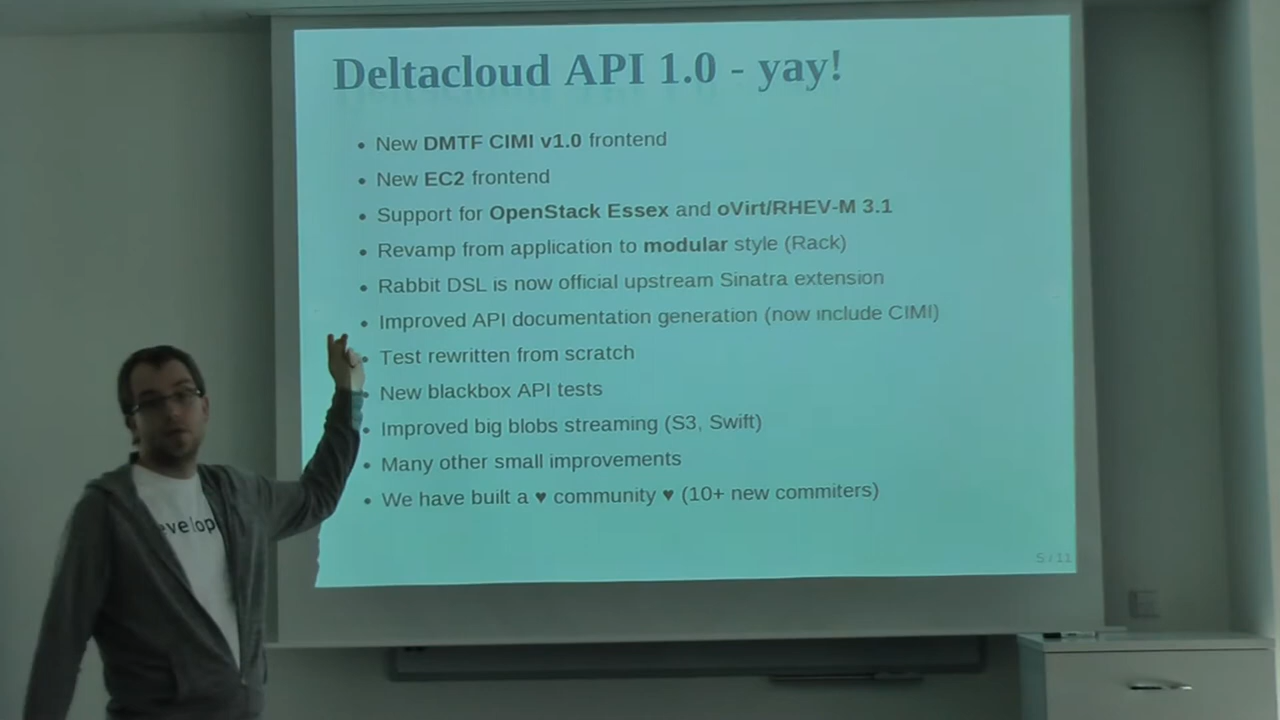 Deltacloud API 1.0 - yay!
• New DMTF CIMI v1.0 frontend
• New EC2 frontend
• Support for OpenStack Essex and oVirt/RHEV-M 3.1
• Revamp from application to modular style (Rack)
• Rabbit DSL is now official upstream Sinatra extension
• Improved API documentation generation (now include CIMI)
• Test rewritten from scratch
• New blackbox API tests
• Improved big blobs streaming (S3, Swift)
• Many other small improvements
• We have built a ♥ community ♥ (10+ new commiters)
5 / 11
evelop